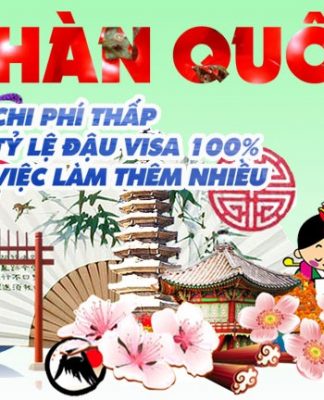 HÀN QUỐ
CHI PHÍ THẤP
TỶ LỆ ĐẬU VISA 100%
VIỆC LÀM THÊM NHIỀU